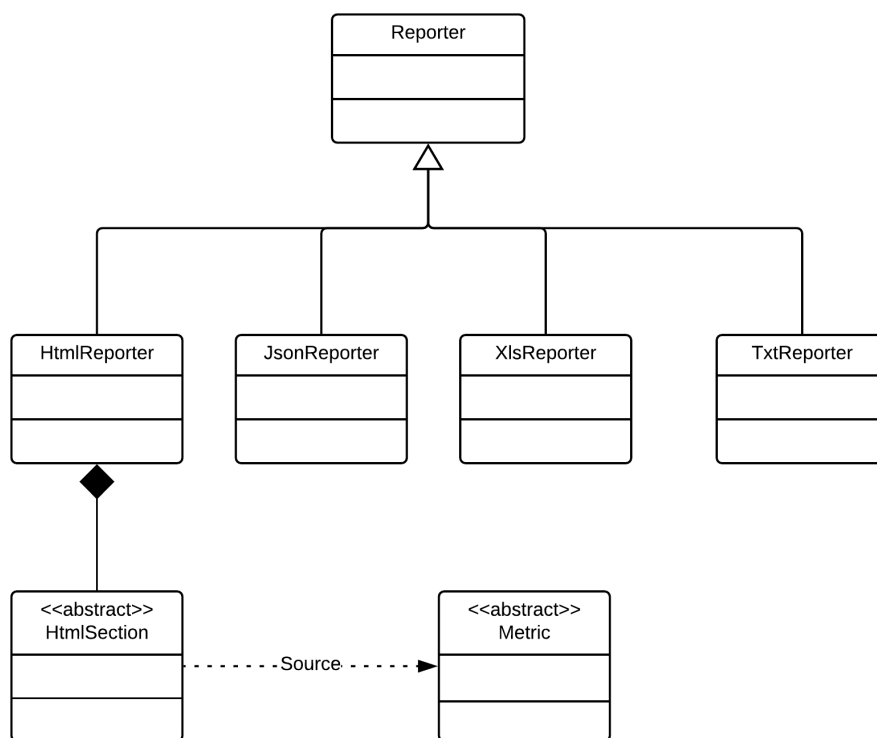 Reporter
HtmlReporter
JsonReporter
XlsReporter
TxtReporter
<<abstract>>
HtmlSection
Source
<<abstract>>
Metric